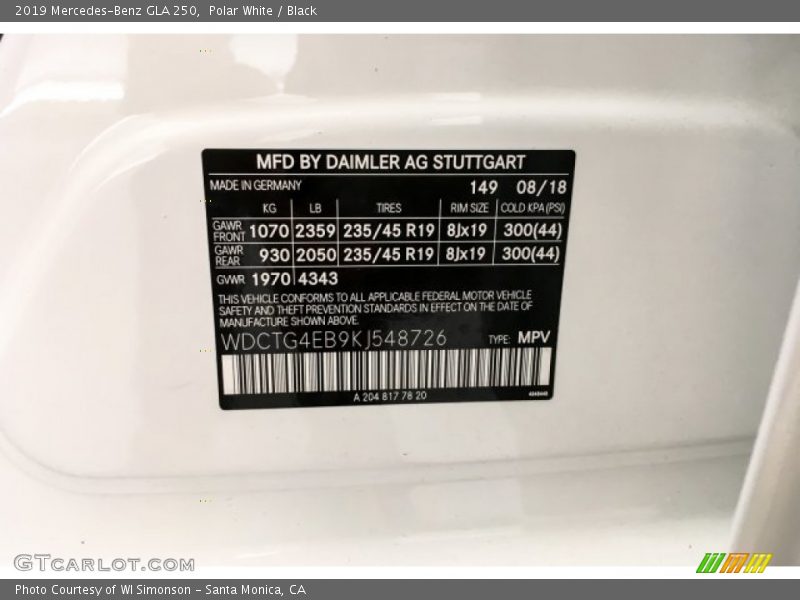 2019 Mercedes-Benz GLA 250,  Polar White / Black
MFD BY DAIMLER AG STUTTGART
MADE IN GERMANY 149 08/18
KG LB TIRES RIM SIZE COLD KPA (PSI)
GAWR FRONT 1070 2359 235/45 R19 8Jx19 300(44)
GAWR REAR 930 2050 235/45 R19 8Jx19 300(44)
GVWR 1970 4343
THIS VEHICLE CONFORMS TO ALL APPLICABLE FEDERAL MOTOR VEHICLE
SAFETY AND THEFT PREVENTION STANDARDS IN EFFECT ON THE DATE OF
MANUFACTURE SHOWN ABOVE.
WDCTG4EB9KJ548726 TYPE: MPV
A 204 817 78 20
GTCARLOT.COM
Photo Courtesy of WI Simonson - Santa Monica, CA